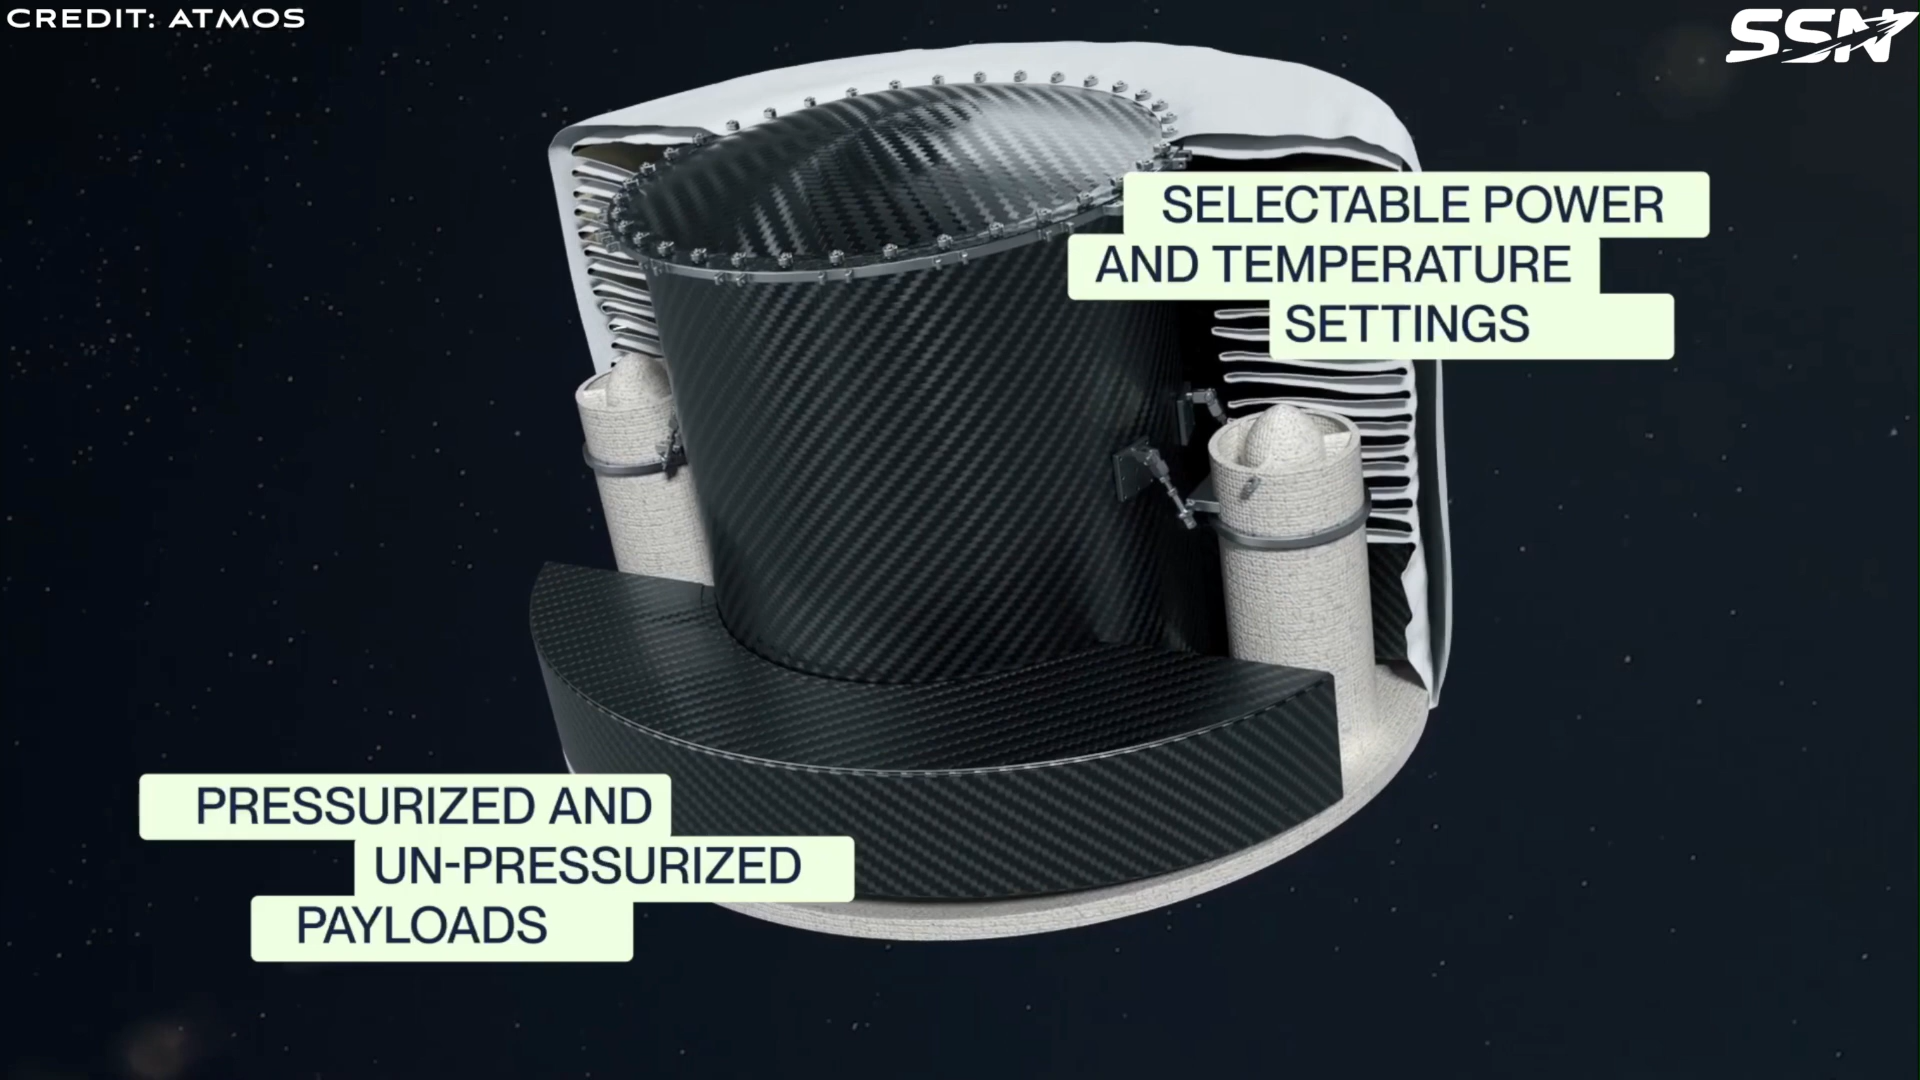 CREDIT: ATMOS
SSN
SELECTABLE POWER
AND TEMPERATURE
SETTINGS
PRESSURIZED AND
UN-PRESSURIZED
PAYLOADS